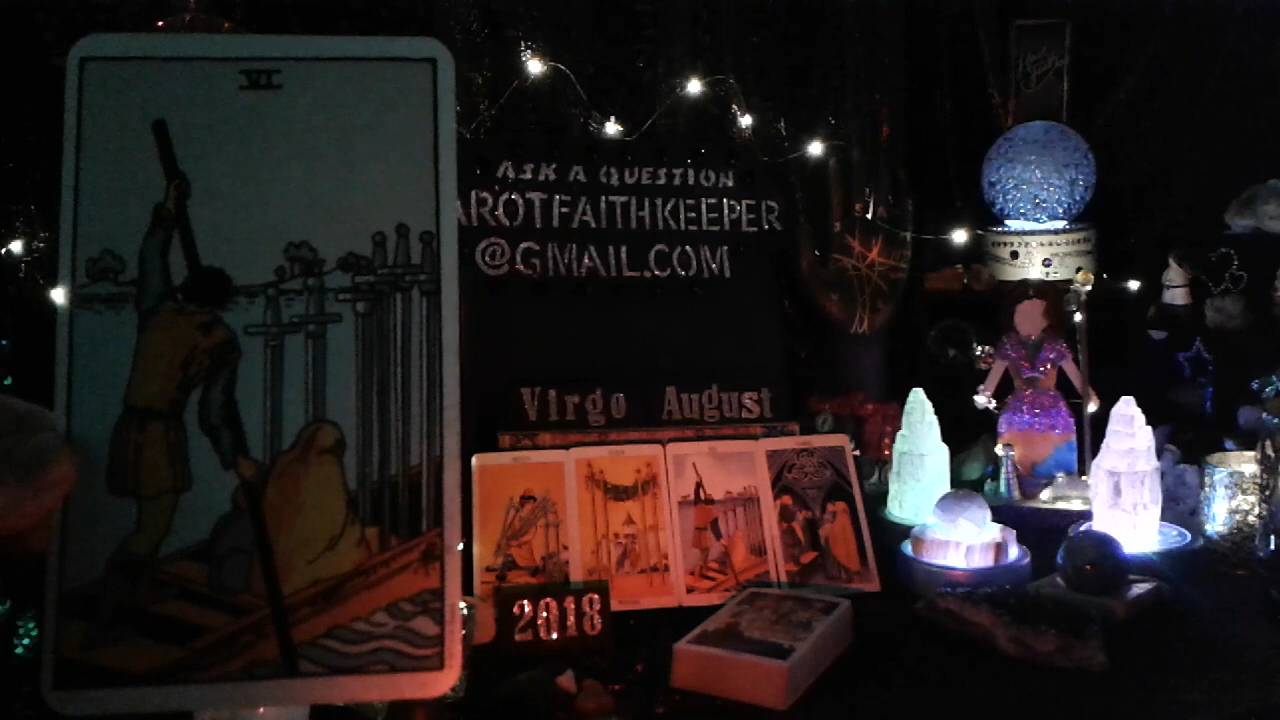 VI
ASK A QUESTION
AROTFAITHKEEPER
@GMAIL.COM
Virgo August
2018